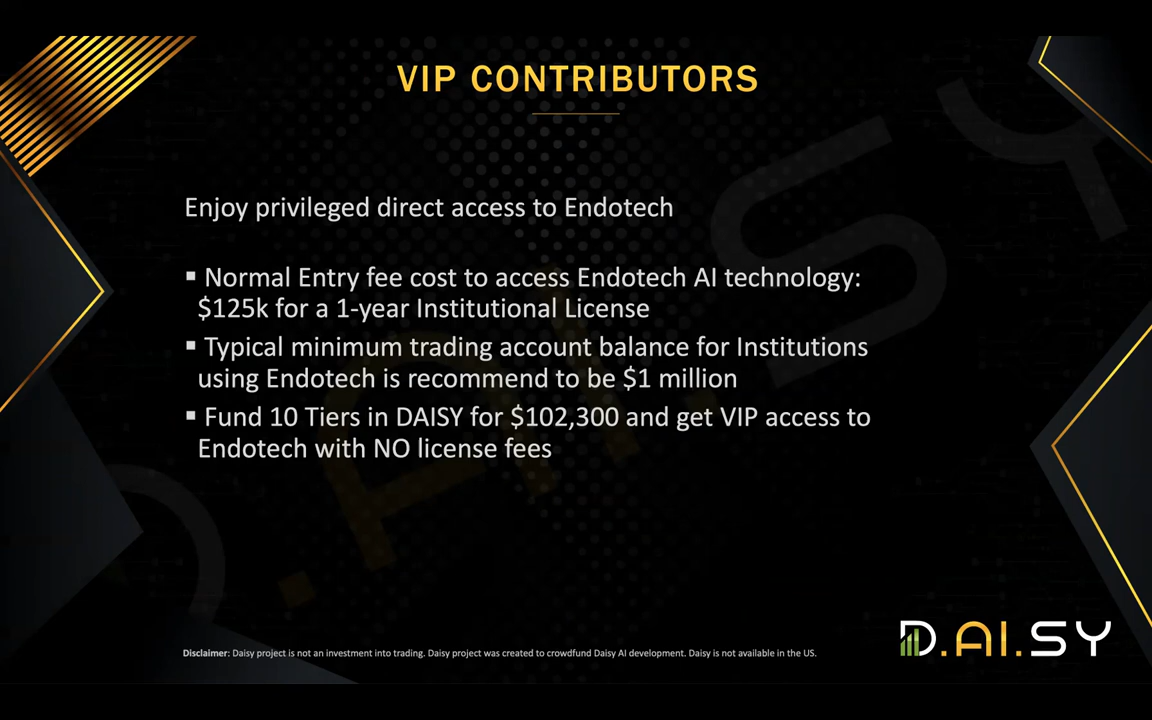 VIP CONTRIBUTORS
Enjoy privileged direct access to Endotech
▪ Normal Entry fee cost to access Endotech AI technology:
$125k for a 1-year Institutional License
▪ Typical minimum trading account balance for Institutions
using Endotech is recommend to be $1 million
▪ Fund 10 Tiers in DAISY for $102,300 and get VIP access to
Endotech with NO license fees
D.AI.SY
Disclaimer: Daisy project is not an investment into trading. Daisy project was created to crowdfund Daisy AI development. Daisy is not available in the US.
D.AI.SY